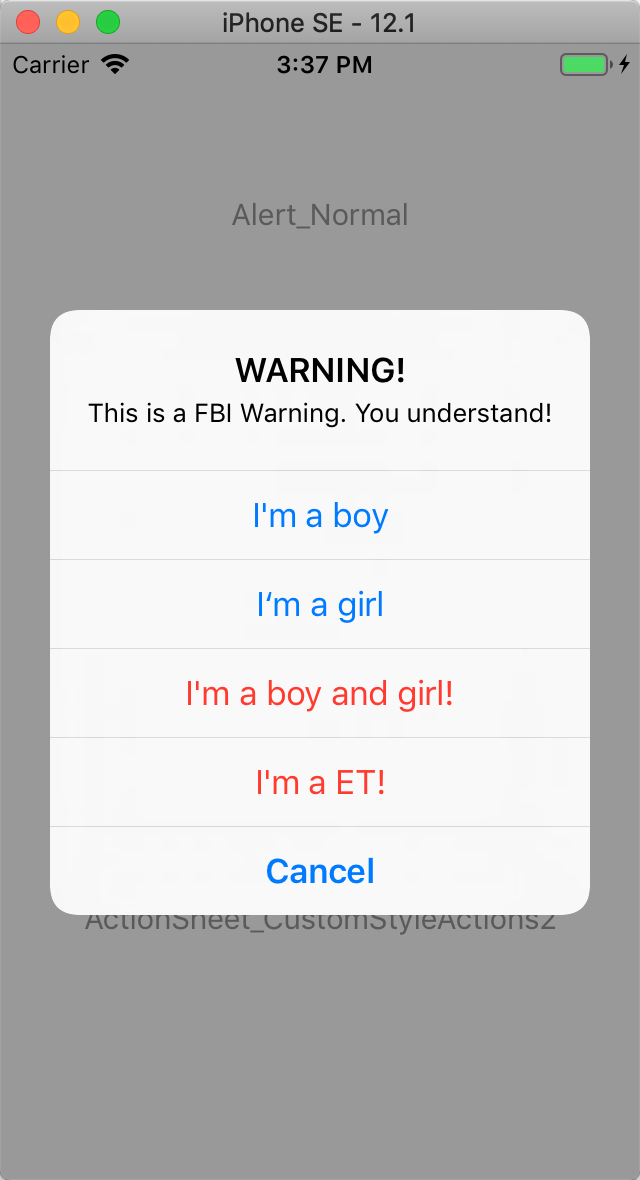 iPhone SE - 12.1
Carrier 3:37 PM
Alert_Normal
WARNING!
This is a FBI Warning. You understand!
I'm a boy
I‘m a girl
I'm a boy and girl!
I'm a ET!
Cancel
ActionSheet_CustomStyleActions2